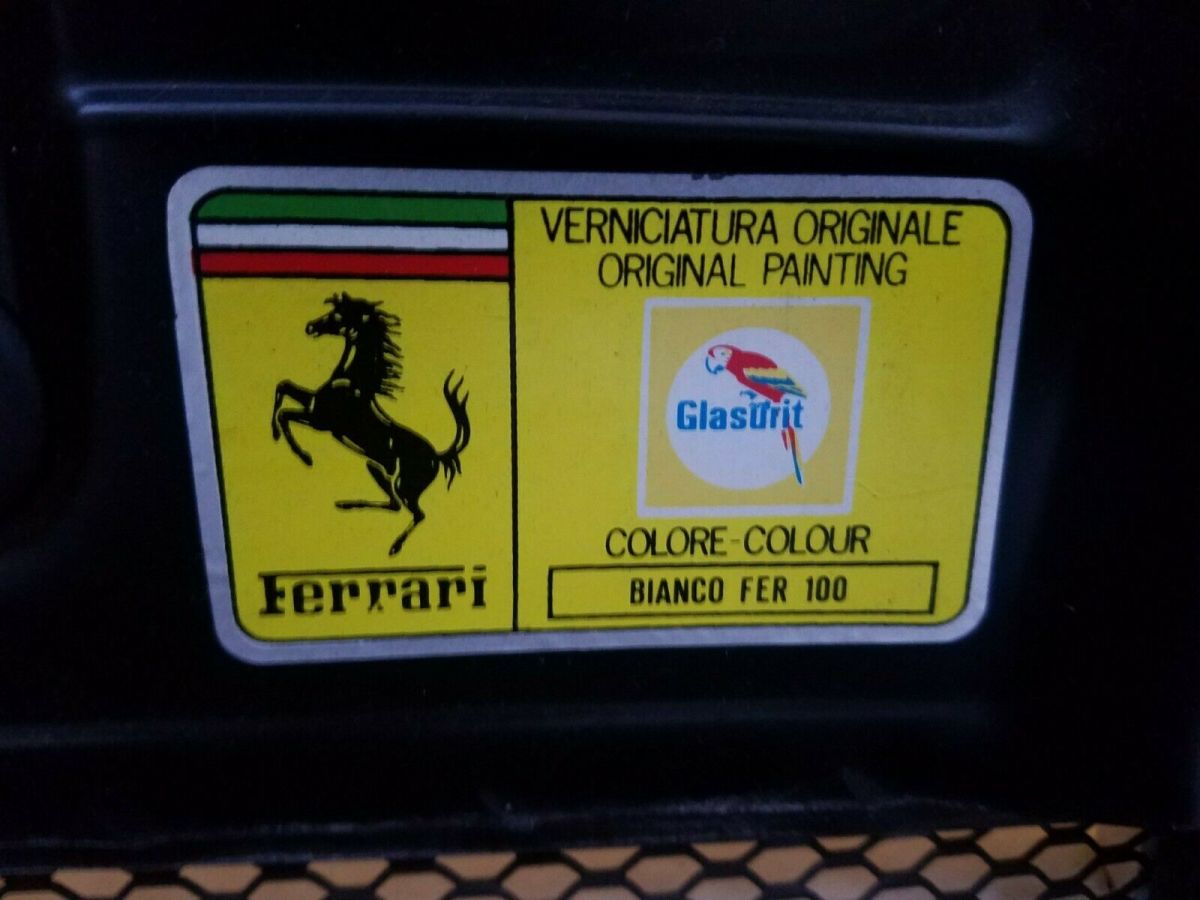 VERNICIATURA ORIGINALE
ORIGINAL PAINTING
Glasurit
COLORE-COLOUR
BIANCO FER 100
Ferrari